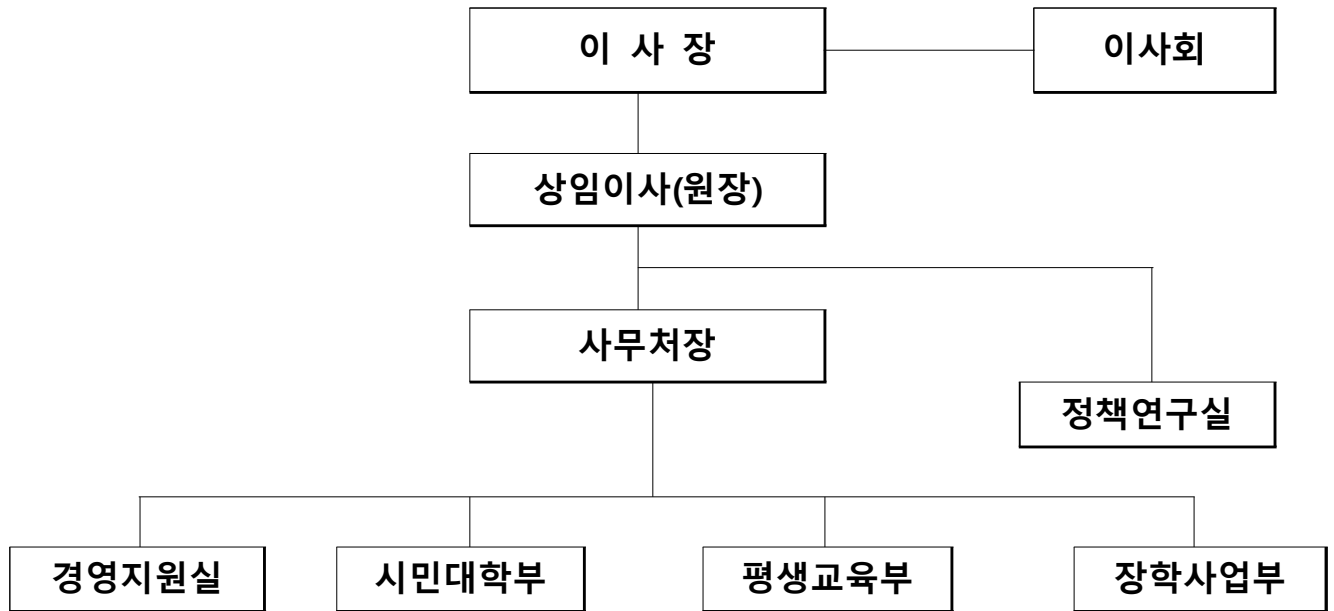 이 사 장
이사회
상임이사(원장)
사무처장
정책연구실
경영지원실
시민대학부
평생교육부
장학사업부